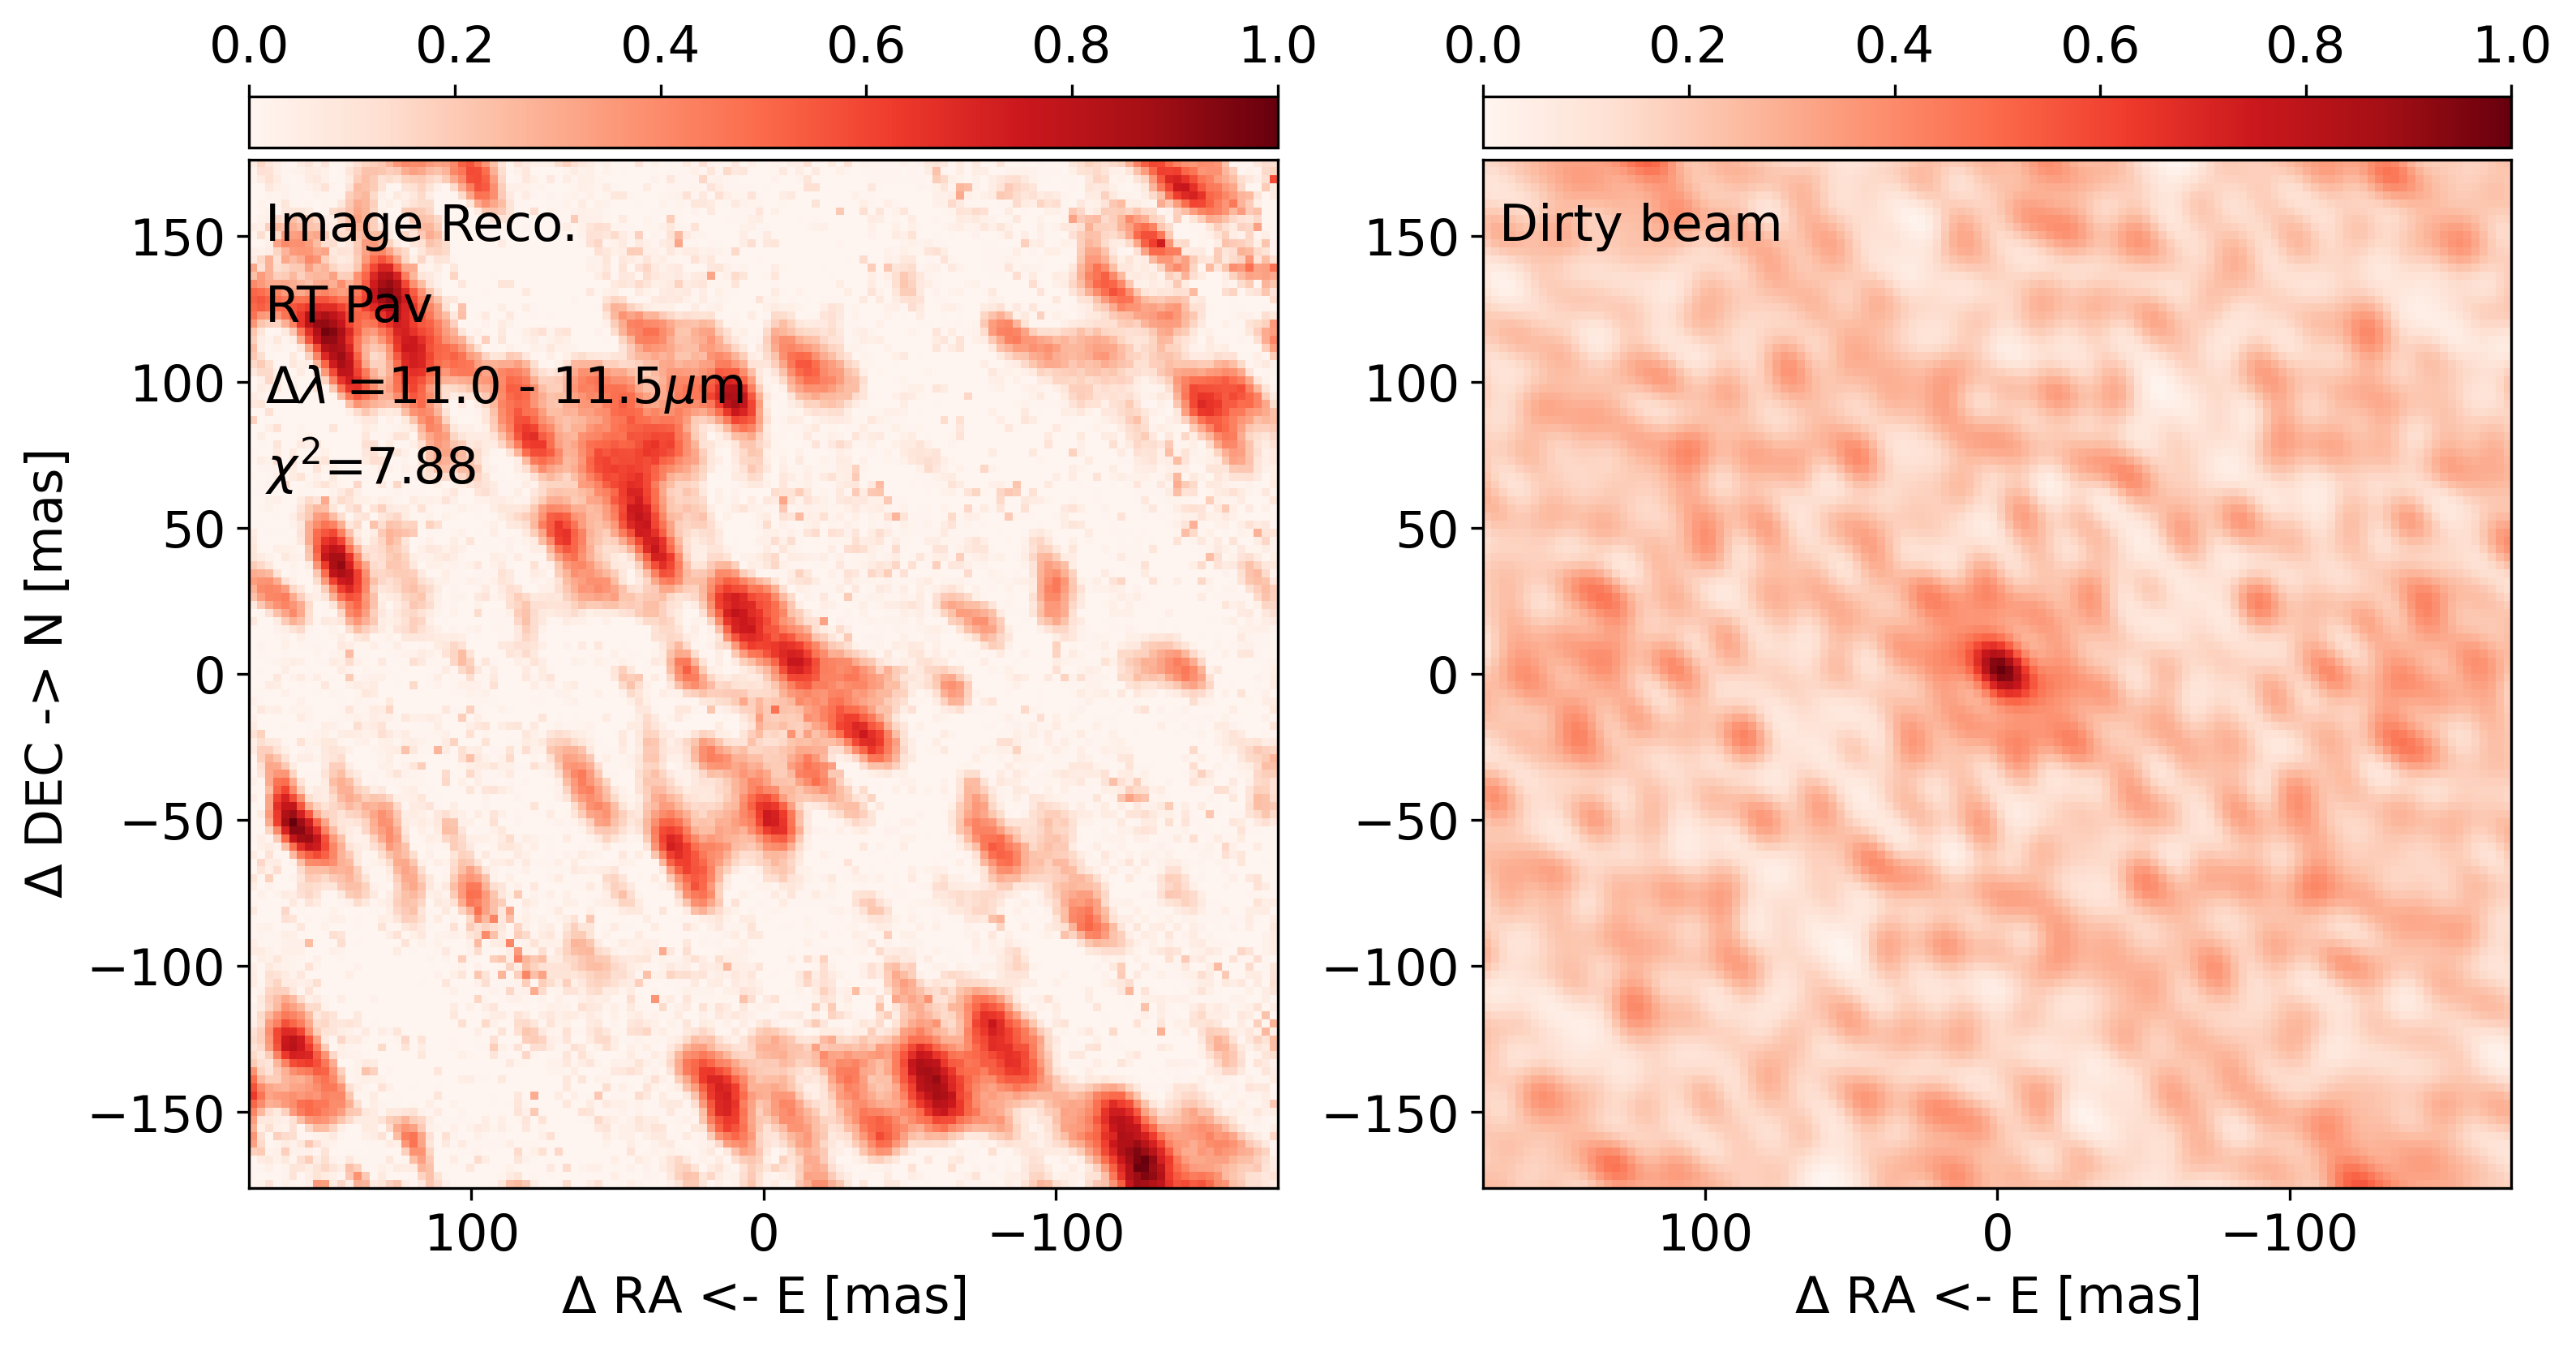 0.0 0.2 0.4 0.6 0.8 1.0
0.0 0.2 0.4 0.6 0.8 1.0
Image Reco.
RT Pav
Δλ =11.0 - 11.5μm
χ²=7.88
Dirty beam
150
100
50
0
−50
−100
−150
150
100
50
0
−50
−100
−150
100 0 −100
100 0 −100
Δ DEC -> N [mas]
Δ RA <- E [mas]
Δ RA <- E [mas]